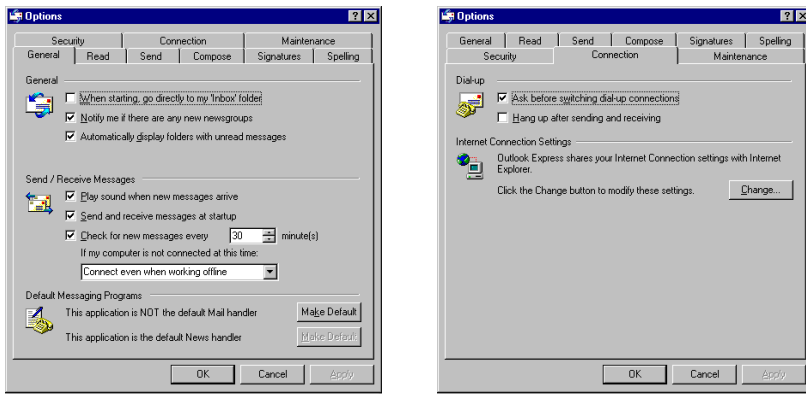 Options
Security Connection Maintenance
General Read Send Compose Signatures Spelling
General
When starting, go directly to my 'Inbox' folder
Notify me if there are any new newsgroups
Automatically display folders with unread messages
Send / Receive Messages
Play sound when new messages arrive
Send and receive messages at startup
Check for new messages every 30 minute(s)
If my computer is not connected at this time:
Connect even when working offline
Default Messaging Programs
This application is NOT the default Mail handler Make Default
This application is the default News handler Make Default
OK Cancel Apply
Options
General Read Send Compose Signatures Spelling
Security Connection Maintenance
Dial-up
Ask before switching dial-up connections
Hang up after sending and receiving
Internet Connection Settings
Outlook Express shares your Internet Connection settings with Internet
Explorer.
Click the Change button to modify these settings. Change...
OK Cancel Apply